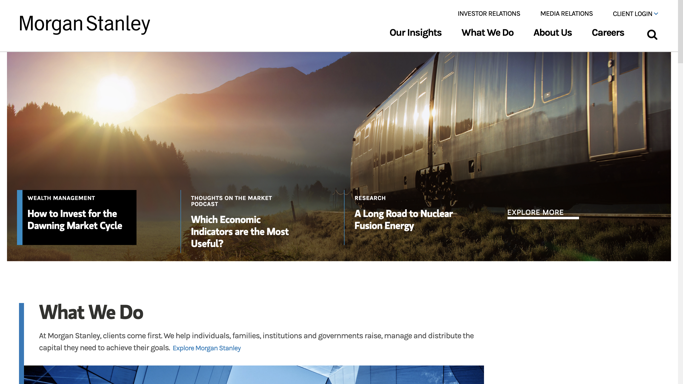 Morgan Stanley
INVESTOR RELATIONS
MEDIA RELATIONS
CLIENT LOGIN
Our Insights
What We Do
About Us
Careers
WEALTH MANAGEMENT
How to Invest for the
Dawning Market Cycle
THOUGHTS ON THE MARKET
PODCAST
Which Economic
Indicators are the Most
Useful?
RESEARCH
A Long Road to Nuclear
Fusion Energy
EXPLORE MORE
What We Do
At Morgan Stanley, clients come first. We help individuals, families, institutions and governments raise, manage and distribute the
capital they need to achieve their goals. Explore Morgan Stanley